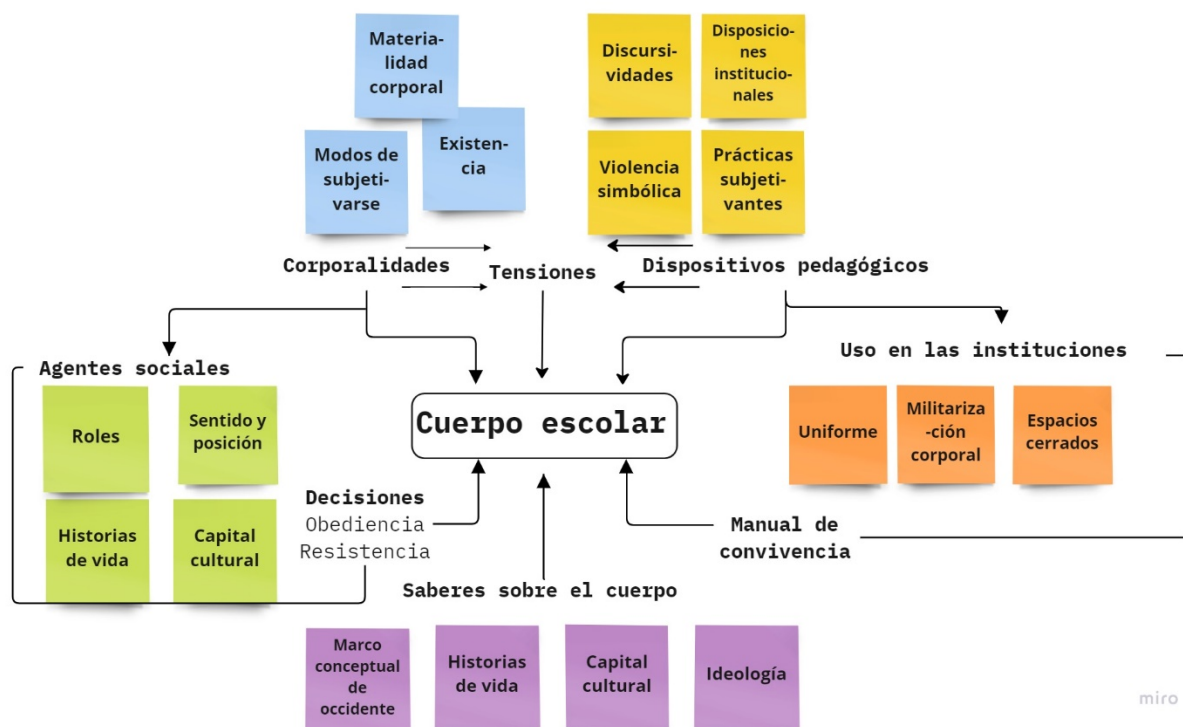 Materia-
lidad
corporal
Existen-
cia
Modos de
subjeti-
varse
Discursi-
vidades
Disposicio-
nes
instítucio-
nales
Violencia
simbólica
Prácticas
subjeti-
vantes
Corporalidades
Tensiones
Dispositivos pedagógicos
Agentes sociales
Roles
Sentido y
posición
Historias
de vida
Capital
cultural
Uso en las instituciones
Uniforme
Militariza
-ción
corporal
Espacios
cerrados
Cuerpo escolar
Decisiones
Obediencia
Resistencia
Manual de
convivencia
Saberes sobre el cuerpo
Marco
conceptual
de
occidente
Historias
de vida
Capital
cultural
Ideología
miro